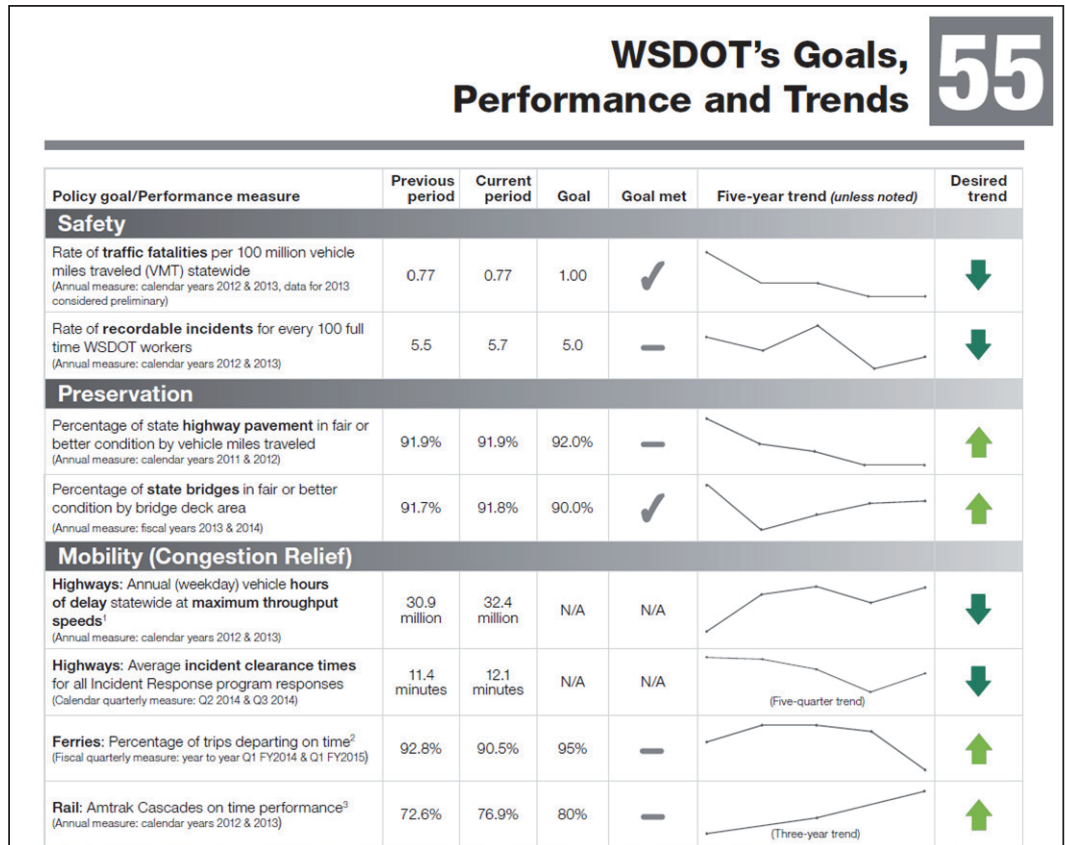 WSDOT's Goals,
Performance and Trends
55
Policy goal/Performance measure Previous period Current period Goal Goal met Five-year trend (unless noted) Desired trend
Safety
Rate of traffic fatalities per 100 million vehicle
miles traveled (VMT) statewide
(Annual measure: calendar years 2012 & 2013, data for 2013
considered preliminary)
0.77 0.77 1.00
Rate of recordable incidents for every 100 full
time WSDOT workers
(Annual measure: calendar years 2012 & 2013)
5.5 5.7 5.0
Preservation
Percentage of state highway pavement in fair or
better condition by vehicle miles traveled
(Annual measure: calendar years 2011 & 2012)
91.9% 91.9% 92.0%
Percentage of state bridges in fair or better
condition by bridge deck area
(Annual measure: fiscal years 2013 & 2014)
91.7% 91.8% 90.0%
Mobility (Congestion Relief)
Highways: Annual (weekday) vehicle hours
of delay statewide at maximum throughput
speeds¹
(Annual measure: calendar years 2012 & 2013)
30.9 million 32.4 million N/A N/A
Highways: Average incident clearance times
for all Incident Response program responses
(Calendar quarterly measure: Q2 2014 & Q3 2014)
11.4 minutes 12.1 minutes N/A N/A
(Five-quarter trend)
Ferries: Percentage of trips departing on time²
(Fiscal quarterly measure: year to year Q1 FY2014 & Q1 FY2015)
92.8% 90.5% 95%
Rail: Amtrak Cascades on time performance³
(Annual measure: calendar years 2012 & 2013)
72.6% 76.9% 80%
(Three-year trend)